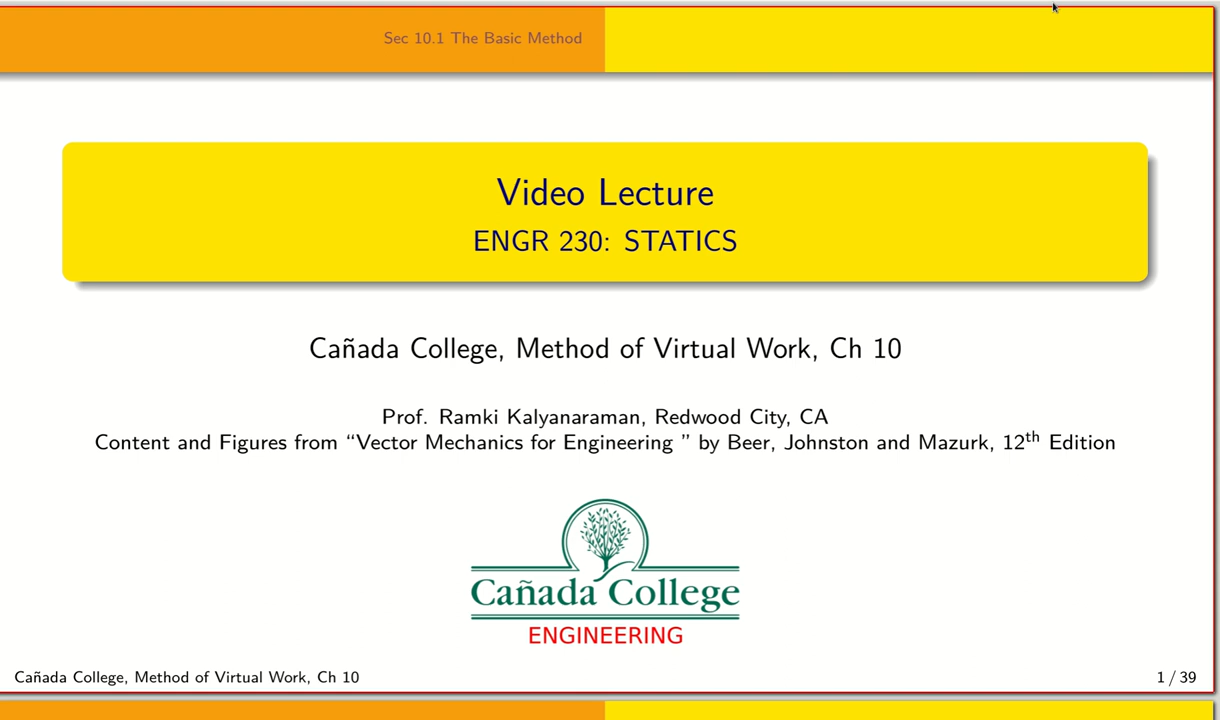 Sec 10.1 The Basic Method
Video Lecture
ENGR 230: STATICS
Cañada College, Method of Virtual Work, Ch 10
Prof. Ramki Kalyanaraman, Redwood City, CA
Content and Figures from “Vector Mechanics for Engineering ” by Beer, Johnston and Mazurk, 12th Edition
Cañada College
ENGINEERING
Cañada College, Method of Virtual Work, Ch 10
1 / 39